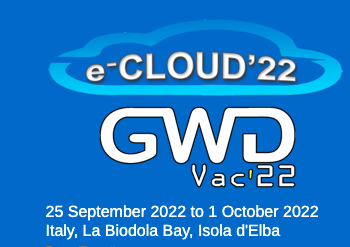 e-CLOUD'22
GWD
Vac'22
25 September 2022 to 1 October 2022
Italy, La Biodola Bay, Isola d'Elba